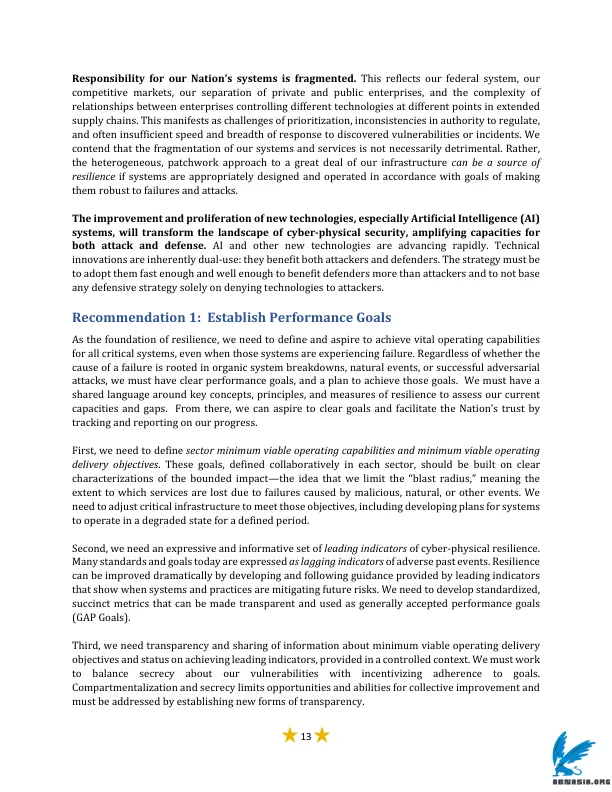 Responsibility for our Nation’s systems is fragmented. This reflects our federal system, our
competitive markets, our separation of private and public enterprises, and the complexity of
relationships between enterprises controlling different technologies at different points in extended
supply chains. This manifests as challenges of prioritization, inconsistencies in authority to regulate,
and often insufficient speed and breadth of response to discovered vulnerabilities or incidents. We
contend that the fragmentation of our systems and services is not necessarily detrimental. Rather,
the heterogeneous, patchwork approach to a great deal of our infrastructure can be a source of
resilience if systems are appropriately designed and operated in accordance with goals of making
them robust to failures and attacks.
The improvement and proliferation of new technologies, especially Artificial Intelligence (AI)
systems, will transform the landscape of cyber-physical security, amplifying capacities for
both attack and defense. AI and other new technologies are advancing rapidly. Technical
innovations are inherently dual-use: they benefit both attackers and defenders. The strategy must be
to adopt them fast enough and well enough to benefit defenders more than attackers and to not base
any defensive strategy solely on denying technologies to attackers.
Recommendation 1: Establish Performance Goals
As the foundation of resilience, we need to define and aspire to achieve vital operating capabilities
for all critical systems, even when those systems are experiencing failure. Regardless of whether the
cause of a failure is rooted in organic system breakdowns, natural events, or successful adversarial
attacks, we must have clear performance goals, and a plan to achieve those goals. We must have a
shared language around key concepts, principles, and measures of resilience to assess our current
capacities and gaps. From there, we can aspire to clear goals and facilitate the Nation’s trust by
tracking and reporting on our progress.
First, we need to define sector minimum viable operating capabilities and minimum viable operating
delivery objectives. These goals, defined collaboratively in each sector, should be built on clear
characterizations of the bounded impact—the idea that we limit the “blast radius,” meaning the
extent to which services are lost due to failures caused by malicious, natural, or other events. We
need to adjust critical infrastructure to meet those objectives, including developing plans for systems
to operate in a degraded state for a defined period.
Second, we need an expressive and informative set of leading indicators of cyber-physical resilience.
Many standards and goals today are expressed as lagging indicators of adverse past events. Resilience
can be improved dramatically by developing and following guidance provided by leading indicators
that show when systems and practices are mitigating future risks. We need to develop standardized,
succinct metrics that can be made transparent and used as generally accepted performance goals
(GAP Goals).
Third, we need transparency and sharing of information about minimum viable operating delivery
objectives and status on achieving leading indicators, provided in a controlled context. We must work
to balance secrecy about our vulnerabilities with incentivizing adherence to goals.
Compartmentalization and secrecy limits opportunities and abilities for collective improvement and
must be addressed by establishing new forms of transparency.
13
ABNASIA.ORG